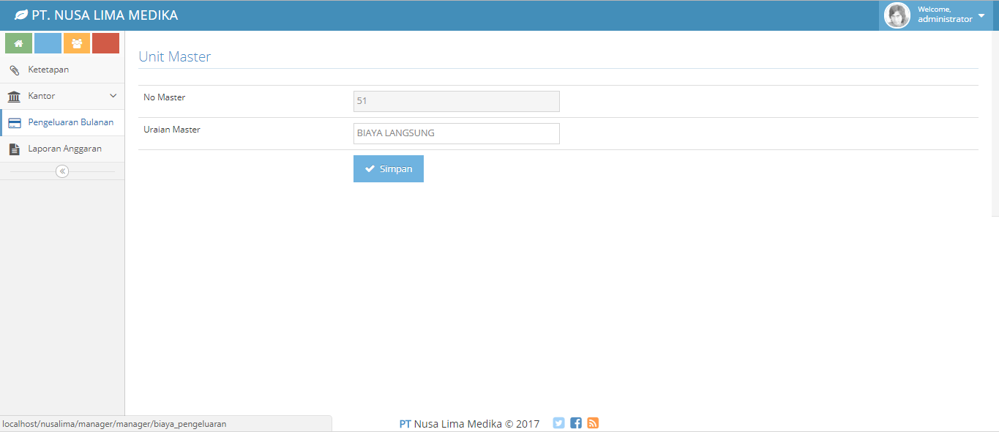 PT. NUSA LIMA MEDIKA
Welcome,
administrator
Ketetapan
Kantor
Pengeluaran Bulanan
Laporan Anggaran
Unit Master
No Master
51
Uraian Master
BIAYA LANGSUNG
Simpan
localhost/nusalima/manager/manager/biaya_pengeluaran
PT Nusa Lima Medika © 2017